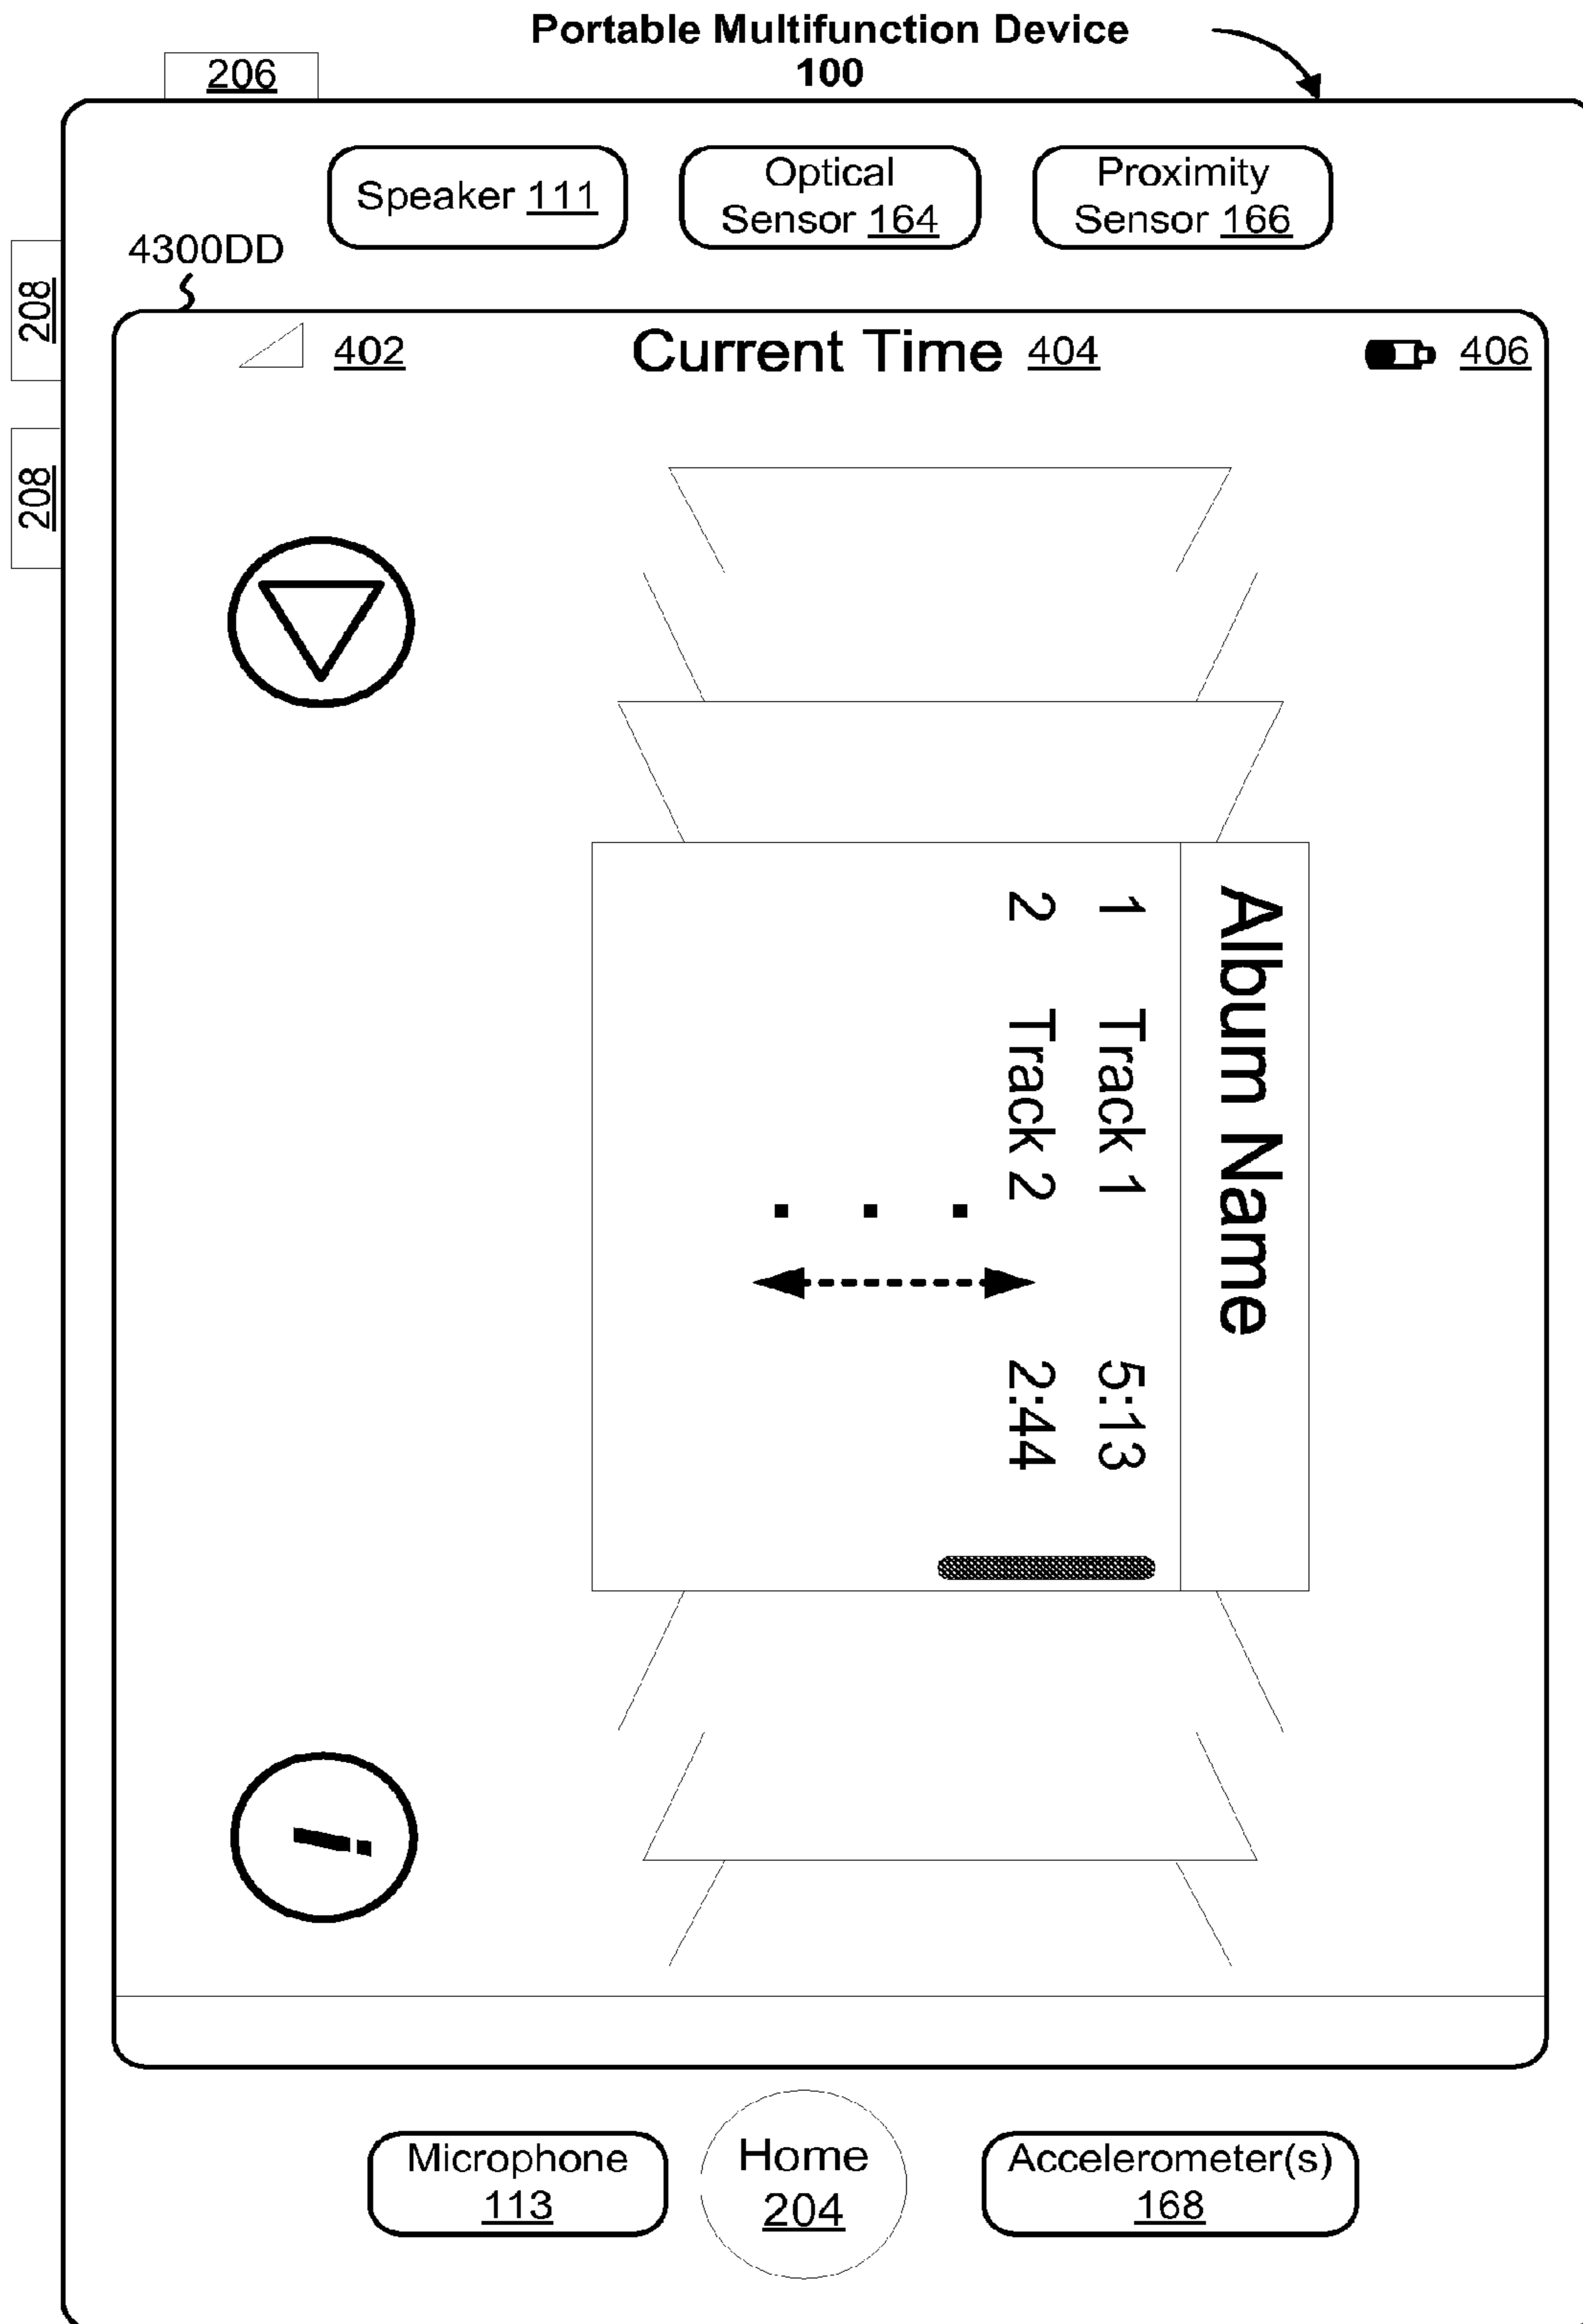 Portable Multifunction Device
100
206
Speaker 111
Optical
Sensor 164
Proximity
Sensor 166
4300DD
208
208
402
Current Time 404
406
Album Name
1 Track 1 5:13
2 Track 2 2:44
. . .
i
Microphone
113
Home
204
Accelerometer(s)
168